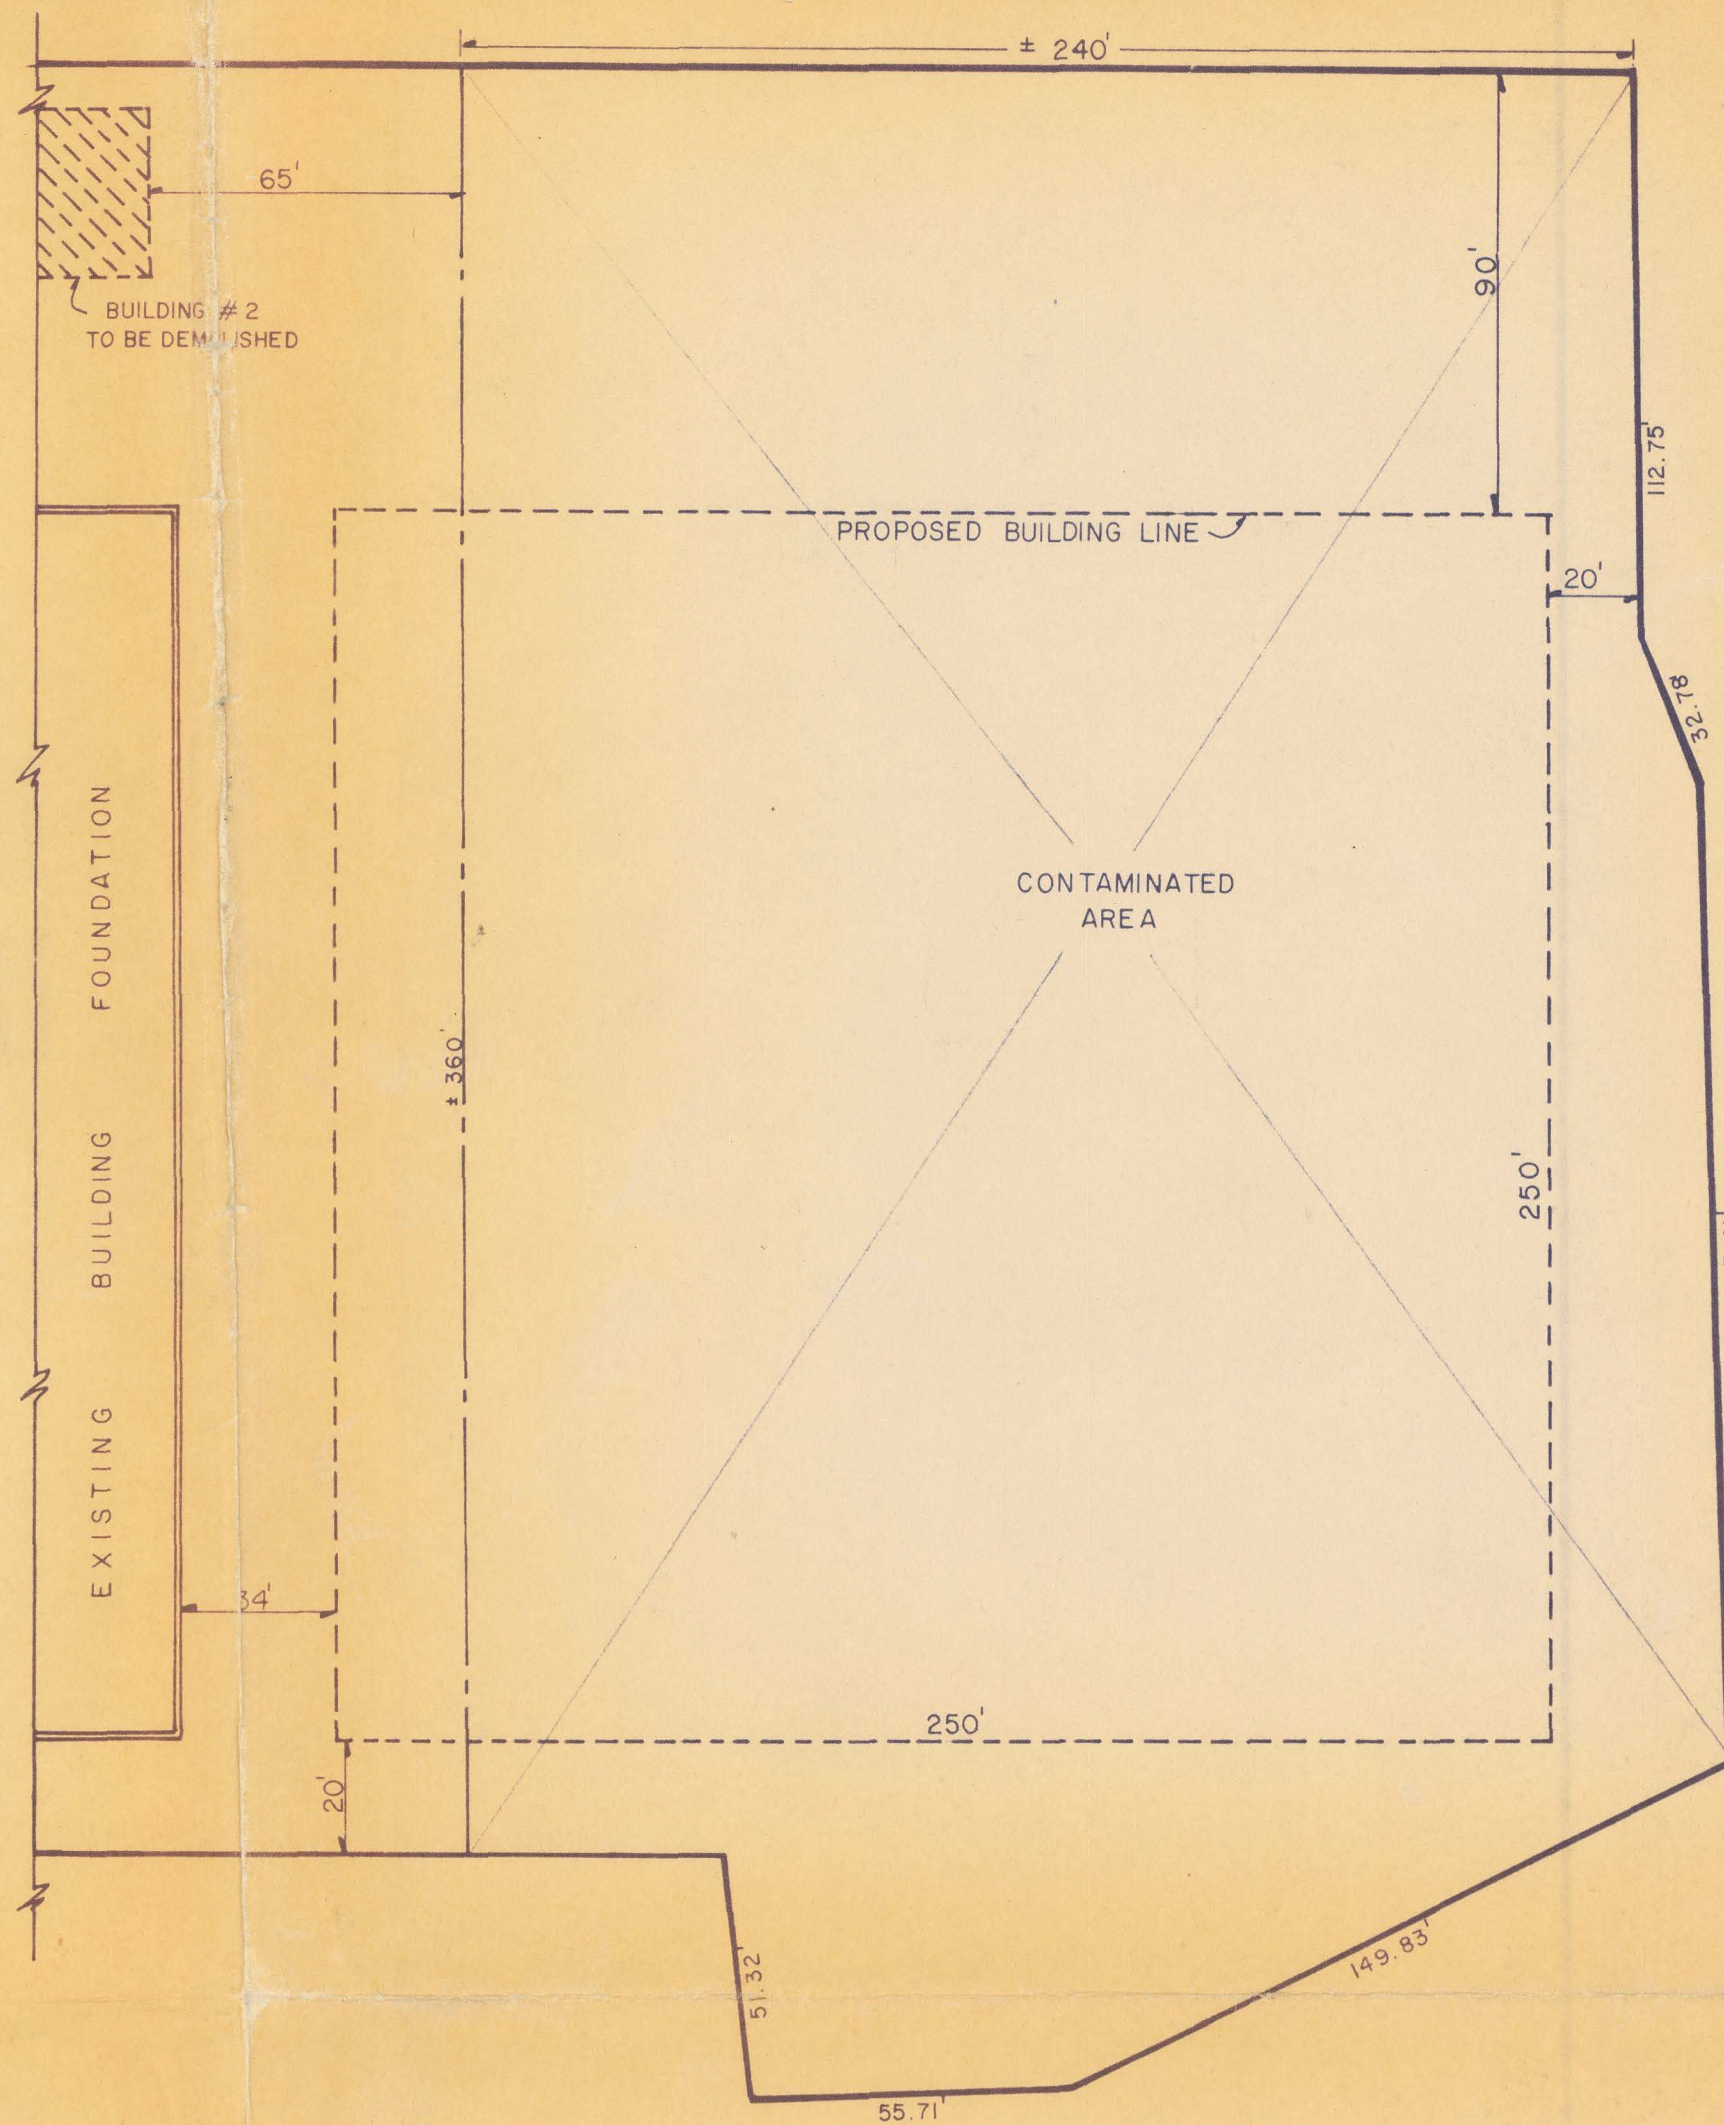 ± 240'
65'
BUILDING # 2
TO BE DEMOLISHED
90'
112.75'
PROPOSED BUILDING LINE
20'
32.78
CONTAMINATED
AREA
± 360'
EXISTING BUILDING FOUNDATION
250'
34'
250'
20'
51.32'
149.83'
55.71'